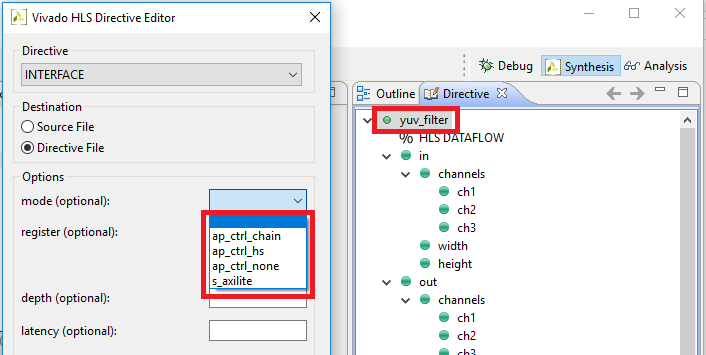 Vivado HLS Directive Editor
Directive
INTERFACE
Destination
Source File
Directive File
Options
mode (optional):
register (optional):
ap_ctrl_chain
ap_ctrl_hs
ap_ctrl_none
s_axilite
depth (optional):
latency (optional):
Debug
Synthesis
Analysis
Outline
Directive
yuv_filter
% HLS DATAFLOW
in
channels
ch1
ch2
ch3
width
height
out
channels
ch1
ch2
ch3